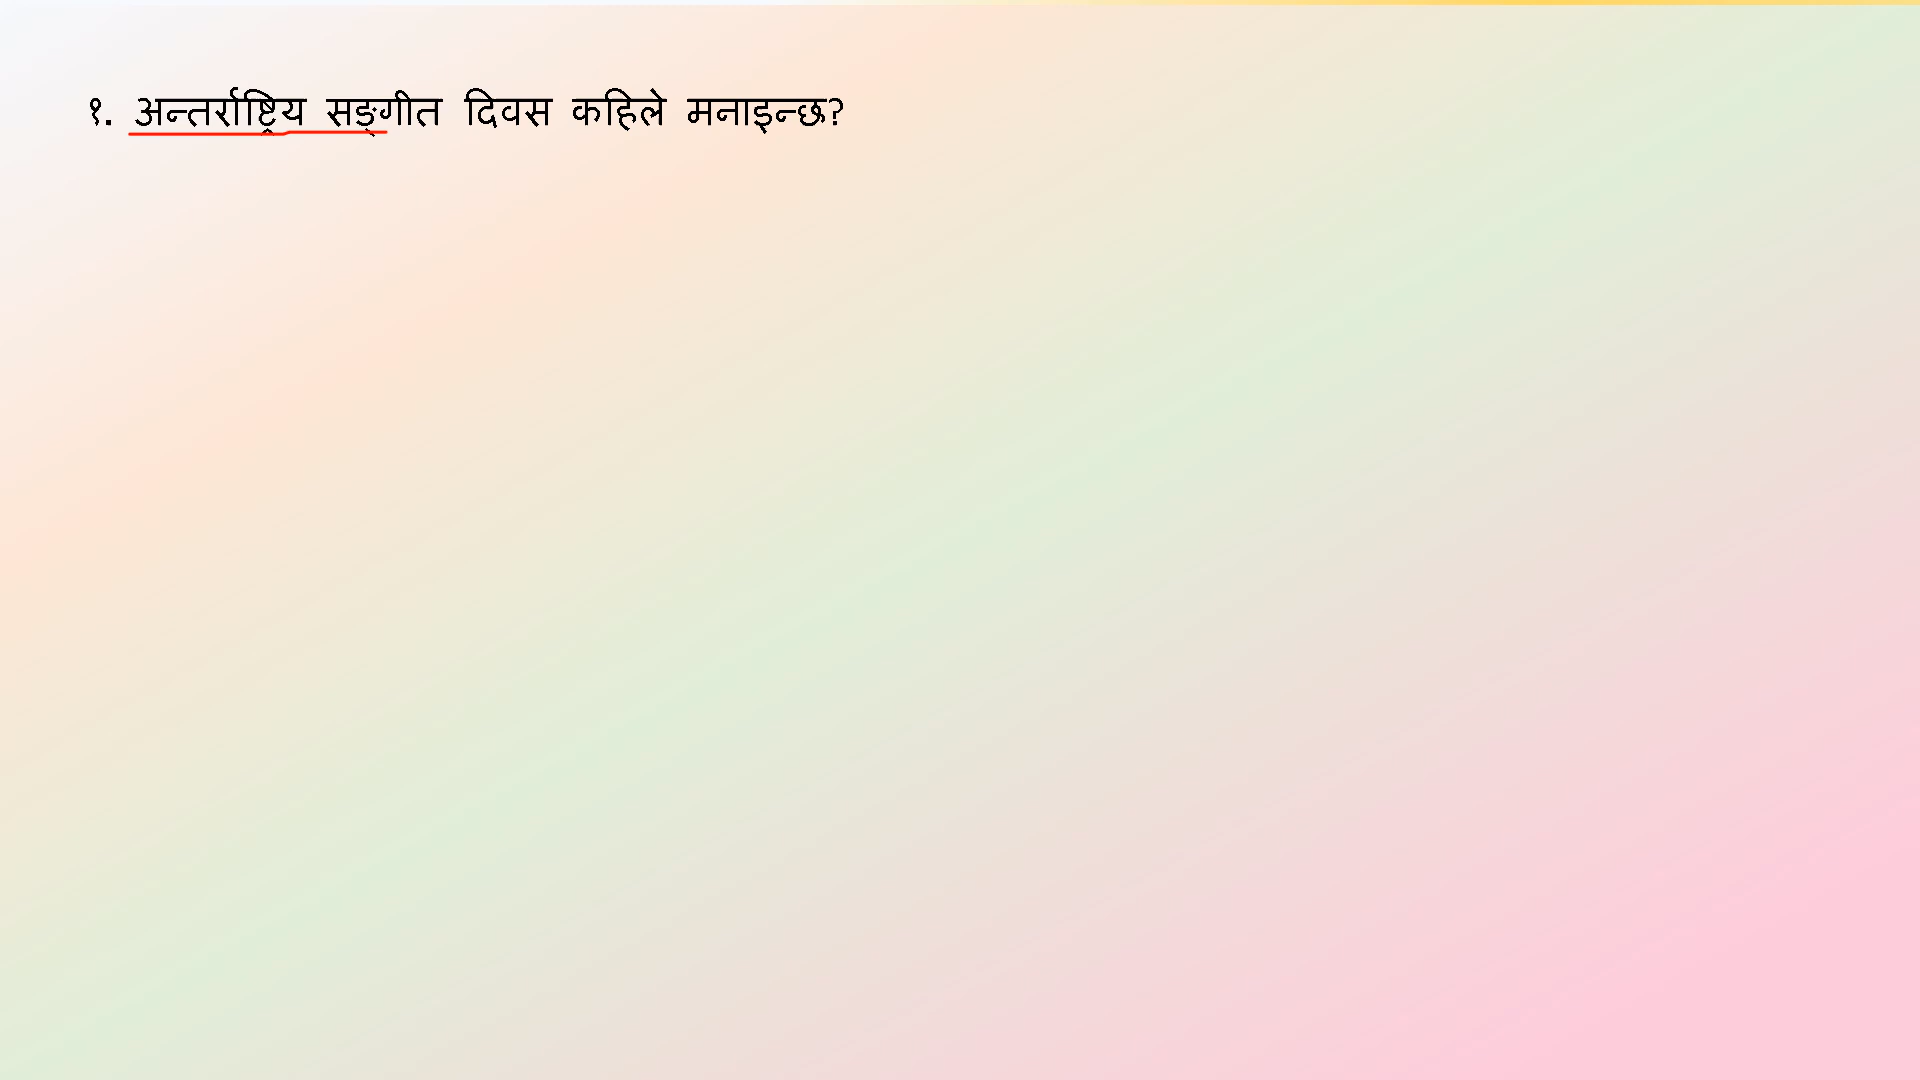 १. अन्तर्राष्ट्रिय सङ्गीत दिवस कहिले मनाइन्छ?